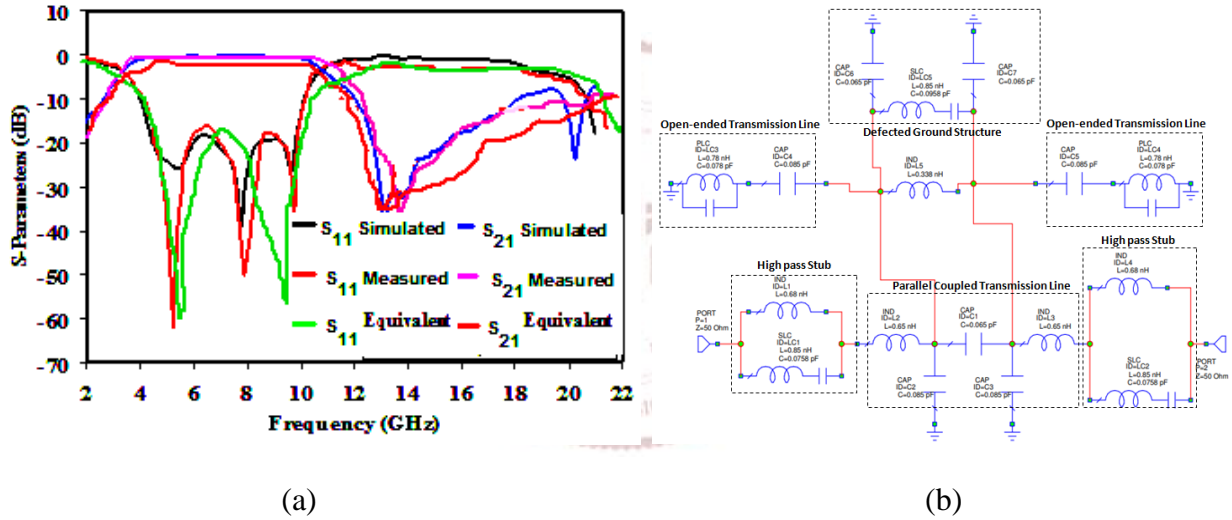 10
0
-10
-20
-30
-40
-50
-60
-70
S-Parameters (dB)
2
4
6
8
10
12
14
16
18
20
22
Frequency (GHz)
S11 Simulated
S21 Simulated
S11 Measured
S21 Measured
S11 Equivalent
S21 Equivalent
(a)
CAP
ID=C6
C=0.065 pF
SLC
ID=LC5
L=0.85 nH
C=0.0958 pF
CAP
ID=C7
C=0.065 pF
Defected Ground Structure
Open-ended Transmission Line
PLC
ID=LC3
L=0.78 nH
C=0.078 pF
CAP
ID=C4
C=0.085 pF
IND
ID=L5
L=0.338 nH
Open-ended Transmission Line
CAP
ID=C5
C=0.085 pF
PLC
ID=LC4
L=0.78 nH
C=0.078 pF
High pass Stub
IND
ID=L1
L=0.68 nH
SLC
ID=LC1
L=0.85 nH
C=0.0758 pF
PORT
P=1
Z=50 Ohm
Parallel Coupled Transmission Line
IND
ID=L2
L=0.65 nH
CAP
ID=C1
C=0.065 pF
IND
ID=L3
L=0.65 nH
CAP
ID=C2
C=0.085 pF
CAP
ID=C3
C=0.085 pF
High pass Stub
IND
ID=L4
L=0.68 nH
SLC
ID=LC2
L=0.85 nH
C=0.0758 pF
PORT
P=2
Z=50 Ohm
(b)